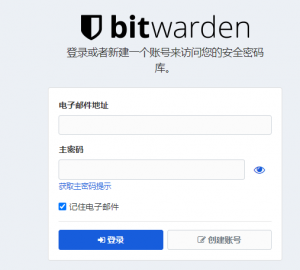 bitwarden
登录或者新建一个账号来访问您的安全密码
库。
电子邮件地址
主密码
获取主密码提示
记住电子邮件
登录 创建账号